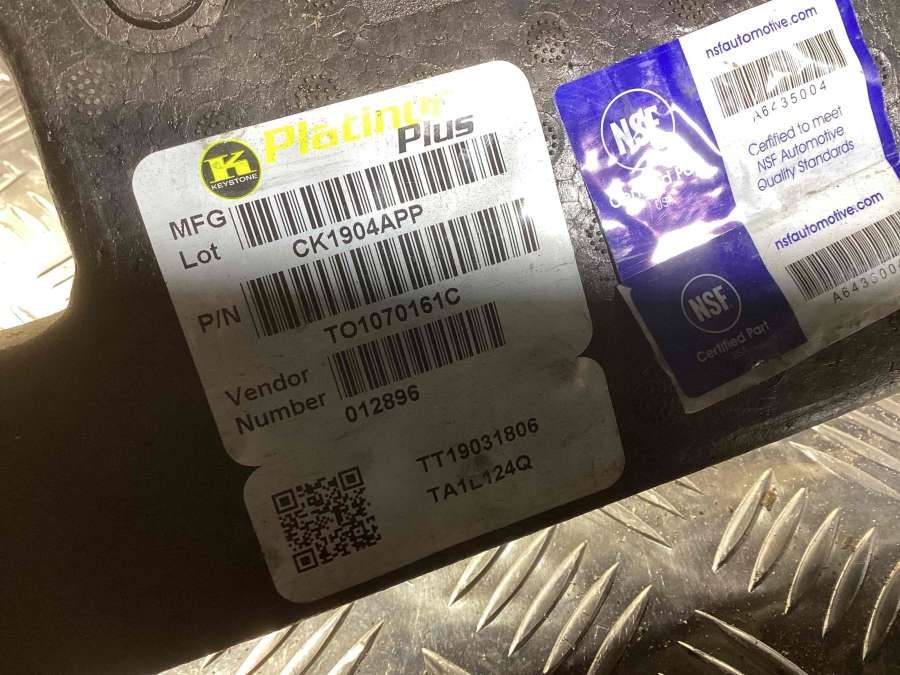 Platinum
Plus
K
KEYSTONE
MFG
Lot
CK1904APP
P/N
TO1070161C
Vendor
Number
012896
TT19031806
TA1L124Q
NSF
nsfautomotive.com
A6435004
Certified to meet
NSF Automotive
Quality Standards
nsfautomotive.com
A6435004
NSF.
Certified Part